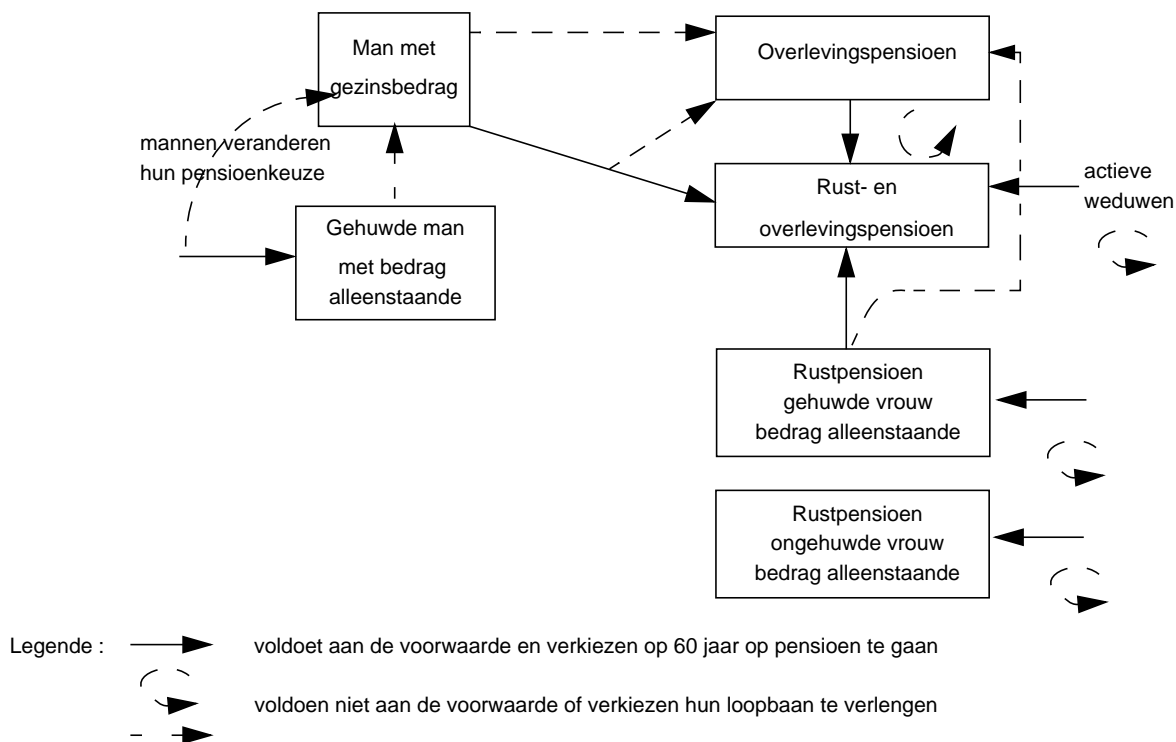 Man met
gezinsbedrag
Overlevingspensioen
mannen veranderen
hun pensioenkeuze
Rust- en
overlevingspensioen
actieve
weduwen
Gehuwde man
met bedrag
alleenstaande
Rustpensioen
gehuwde vrouw
bedrag alleenstaande
Rustpensioen
ongehuwde vrouw
bedrag alleenstaande
Legende : voldoet aan de voorwaarde en verkiezen op 60 jaar op pensioen te gaan
voldoen niet aan de voorwaarde of verkiezen hun loopbaan te verlengen